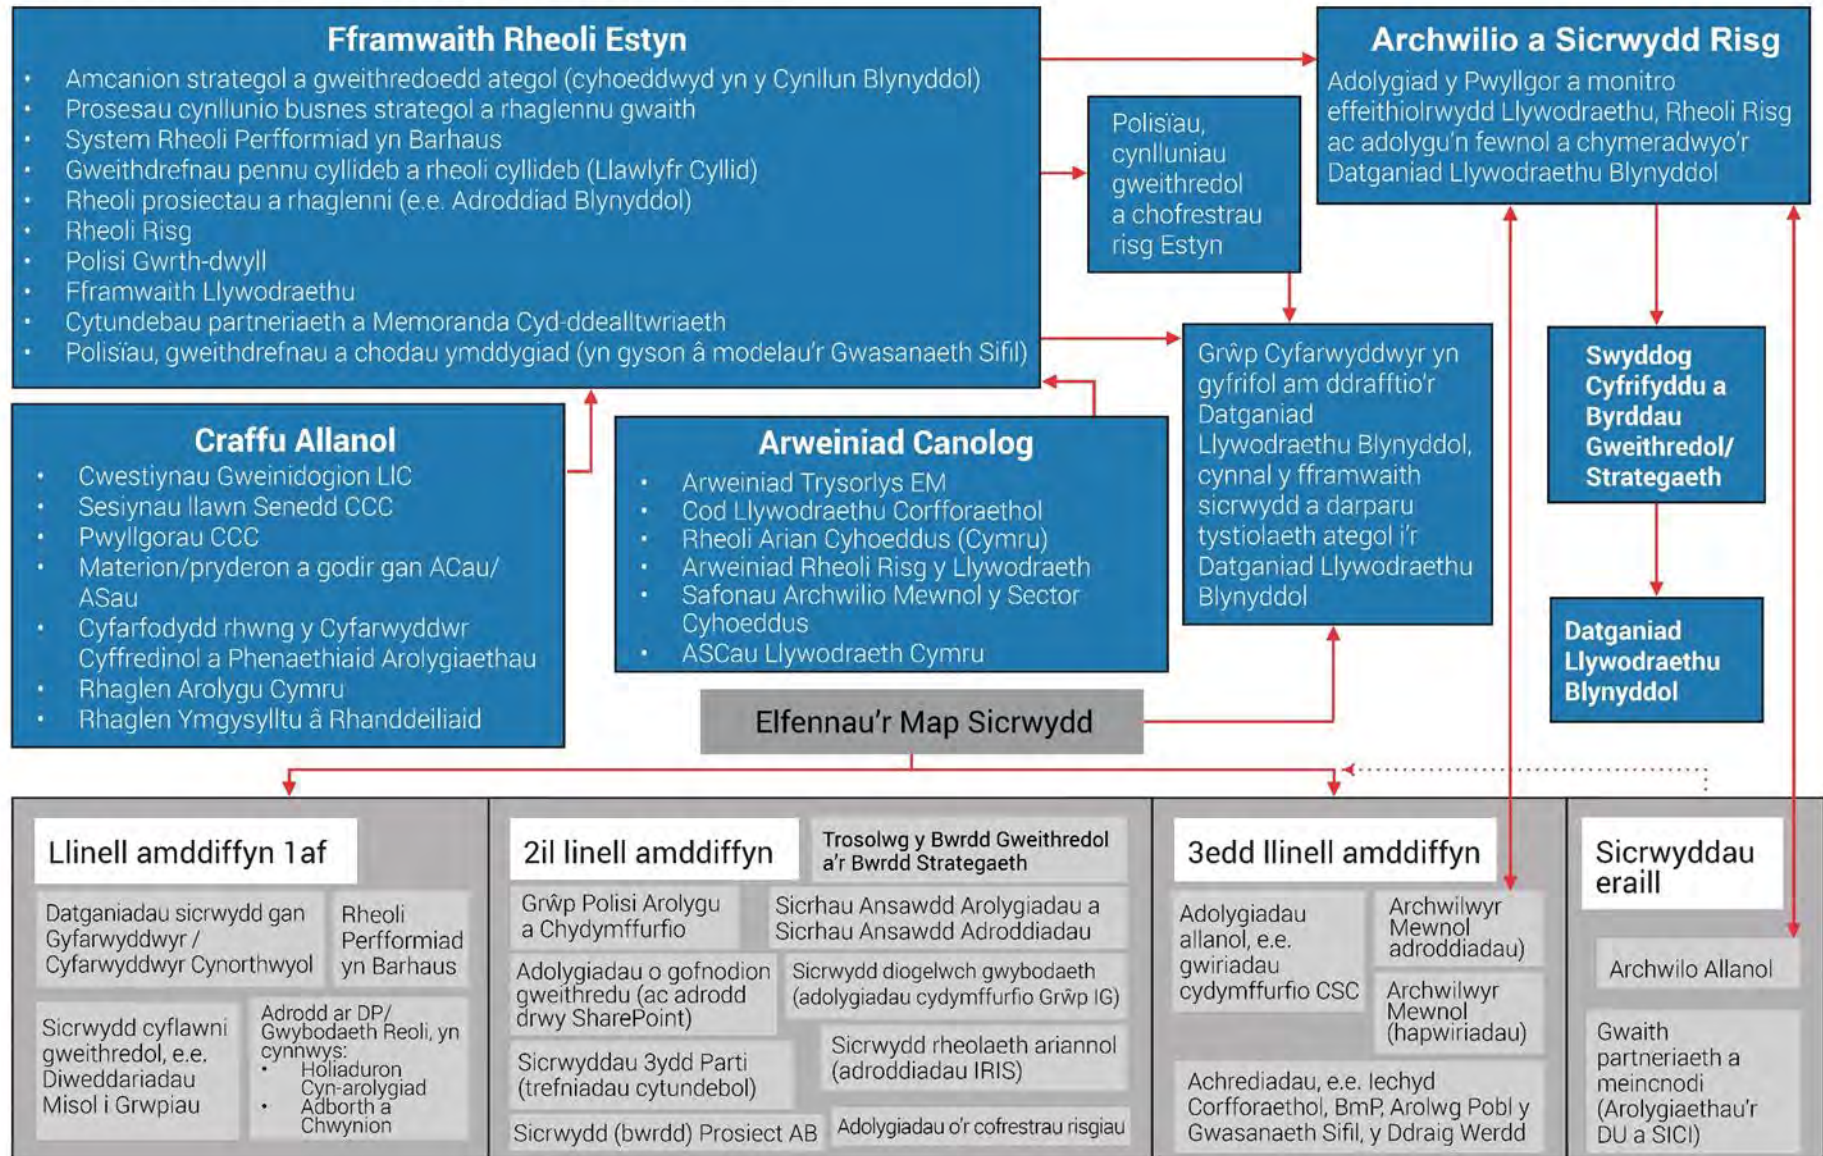 Fframwaith Rheoli Estyn
• Amcanion strategol a gweithredoedd ategol (cyhoeddwyd yn y Cynllun Blynyddol)
• Prosesau cynllunio busnes strategol a rhaglennu gwaith
• System Rheoli Perfformiad yn Barhaus
• Gweithdrefnau pennu cyllideb a rheoli cyllideb (Llawlyfr Cyllid)
• Rheoli prosiectau a rhaglenni (e.e. Adroddiad Blynyddol)
• Rheoli Risg
• Polisi Gwrth-dwyll
• Fframwaith Llywodraethu
• Cytundebau partneriaeth a Memoranda Cyd-ddealltwriaeth
• Polisïau, gweithdrefnau a chodau ymddygiad (yn gyson â modelau'r Gwasanaeth Sifil)
Polisïau,
cynlluniau
gweithredol
a chofrestrau
risg Estyn
Archwilio a Sicrwydd Risg
Adolygiad y Pwyllgor a monitro
effeithiolrwydd Llywodraethu, Rheoli Risg
ac adolygu'n fewnol a chymeradwyo'r
Datganiad Llywodraethu Blynyddol
Craffu Allanol
• Cwestiynau Gweinidogion LlC
• Sesiynau llawn Senedd CCC
• Pwyllgorau CCC
• Materion/pryderon a godir gan ACau/
ASau
• Cyfarfodydd rhwng y Cyfarwyddwr
Cyffredinol a Phenaethiaid Arolygiaethau
• Rhaglen Arolygu Cymru
• Rhaglen Ymgysylltu â Rhanddeiliaid
Arweiniad Canolog
• Arweiniad Trysorlys EM
• Cod Llywodraethu Corfforaethol
• Rheoli Arian Cyhoeddus (Cymru)
• Arweiniad Rheoli Risg y Llywodraeth
• Safonau Archwilio Mewnol y Sector
Cyhoeddus
• ASCau Llywodraeth Cymru
Grŵp Cyfarwyddwyr yn
gyfrifol am ddrafftio'r
Datganiad
Llywodraethu Blynyddol,
cynnal y fframwaith
sicrwydd a darparu
tystiolaeth ategol i'r
Datganiad Llywodraethu
Blynyddol
Swyddog
Cyfrifyddu a
Byrddau
Gweithredol/
Strategaeth
Datganiad
Llywodraethu
Blynyddol
Elfennau'r Map Sicrwydd
Llinell amddiffyn 1af
Datganiadau sicrwydd gan
Gyfarwyddwyr /
Cyfarwyddwyr Cynorthwyol
Rheoli
Perfformiad
yn Barhaus
Sicrwydd cyflawni
gweithredol, e.e.
Diweddariadau
Misol i Grwpiau
Adrodd ar DP/
Gwybodaeth Reoli, yn
cynnwys:
• Holiaduron
Cyn-arolygiad
• Adborth a
Chwynion
2il linell amddiffyn
Trosolwg y Bwrdd Gweithredol
a'r Bwrdd Strategaeth
Grŵp Polisi Arolygu
a Chydymffurfio
Sicrhau Ansawdd Arolygiadau a
Sicrhau Ansawdd Adroddiadau
Adolygiadau o gofnodion
gweithredu (ac adrodd
drwy SharePoint)
Sicrwydd diogelwch gwybodaeth
(adolygiadau cydymffurfio Grŵp IG)
Sicrwyddau 3ydd Parti
(trefniadau cytundebol)
Sicrwydd rheolaeth ariannol
(adroddiadau IRIS)
Sicrwydd (bwrdd) Prosiect AB
Adolygiadau o'r cofrestrau risgiau
3edd llinell amddiffyn
Adolygiadau
allanol, e.e.
gwiriadau
cydymffurfio CSC
Archwilwyr
Mewnol
adroddiadau)
Archwilwyr
Mewnol
(hapwiriadau)
Achrediadau, e.e. Iechyd
Corfforaethol, BmP, Arolwg Pobl y
Gwasanaeth Sifil, y Ddraig Werdd
Sicrwyddau
eraill
Archwilo Allanol
Gwaith
partneriaeth a
meincnodi
(Arolygiaethau'r
DU a SICI)